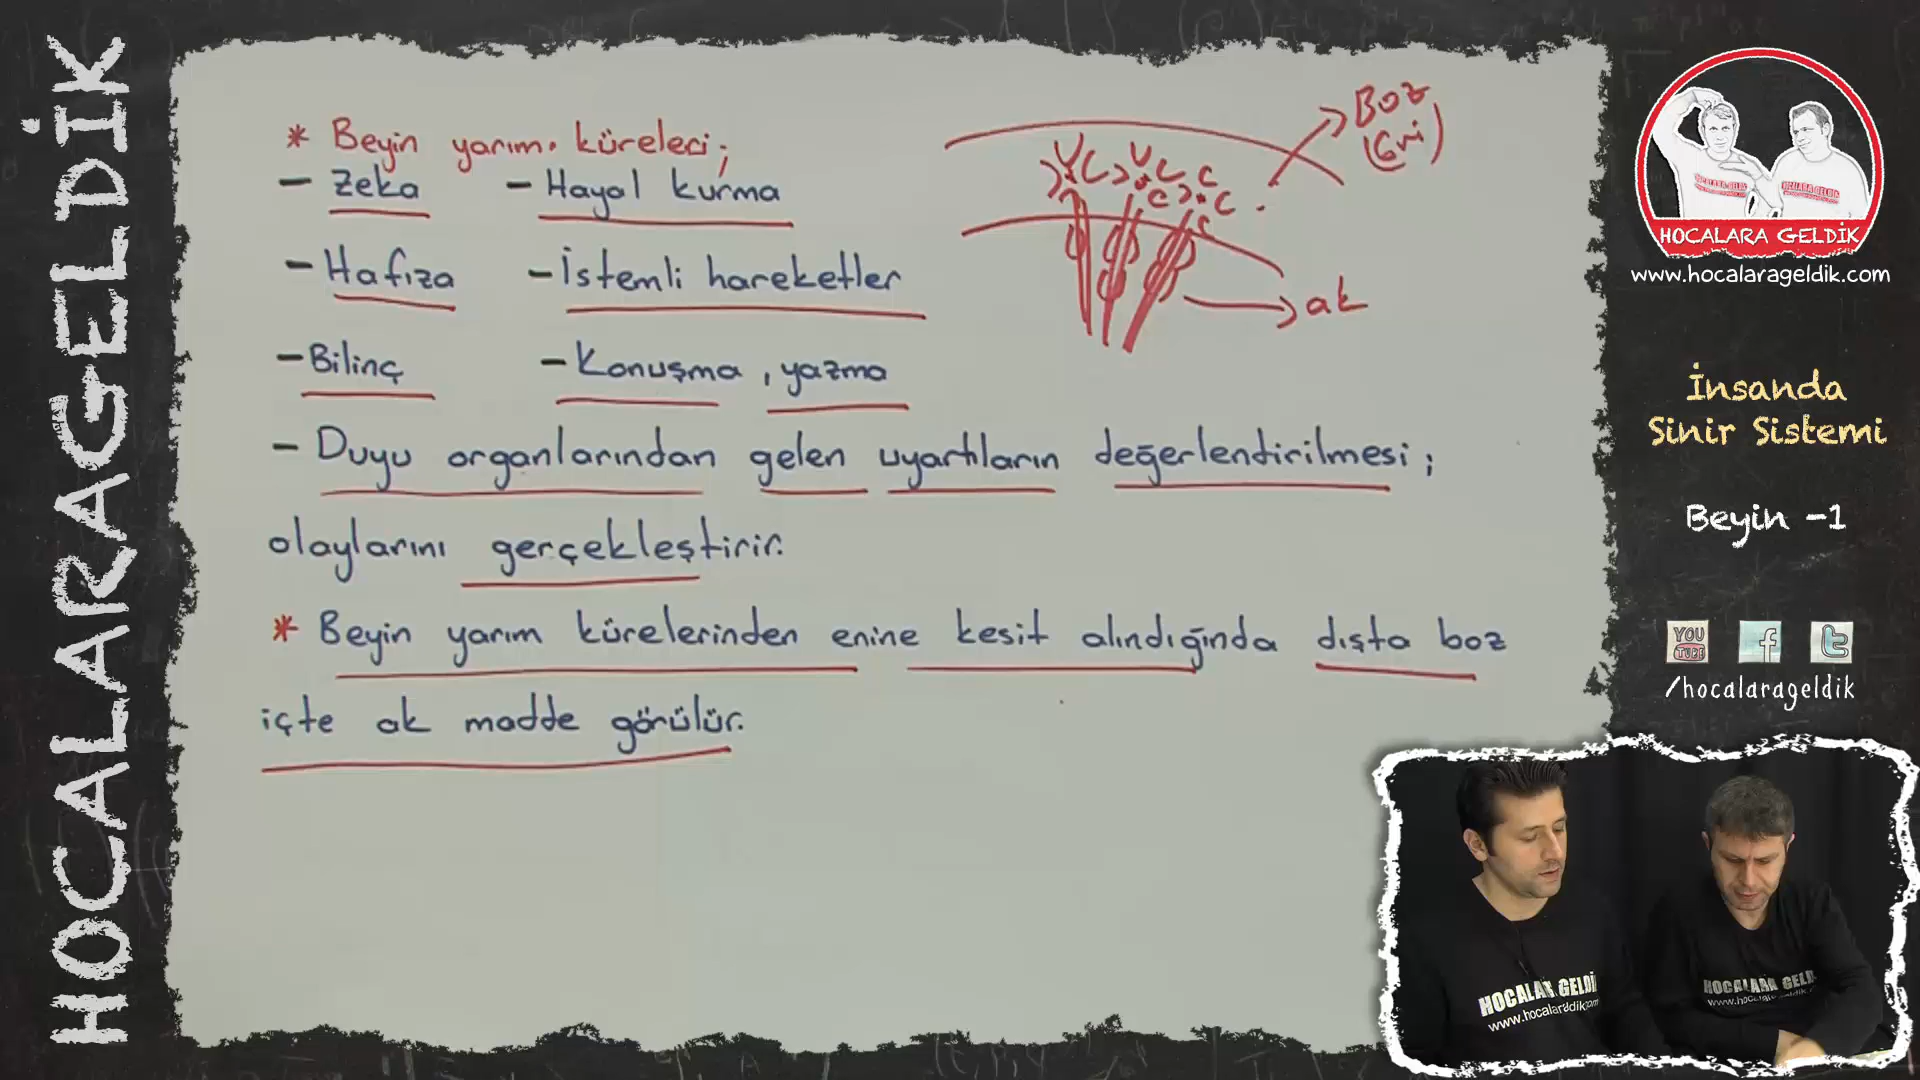 HOCALARAGELDİK
* Beyin yarım küreleri;
- Zeka - Hayal kurma
- Hafıza - İstemli hareketler
- Bilinç - Konuşma, yazma
- Duyu organlarından gelen uyartıların değerlendirilmesi;
olaylarını gerçekleştirir.
* Beyin yarım kürelerinden enine kesit alındığında dışta boz
içte ak madde görülür.
Boz
(Gri)
ak
HOCALARA GELDİK
www.hocalarageldik.com
İnsanda
Sinir Sistemi
Beyin -1
YOU
TUBE
f
t
/hocalarageldik
HOCALARA GELDİ
www.hocalarageldik.com
HOCALARA GELD